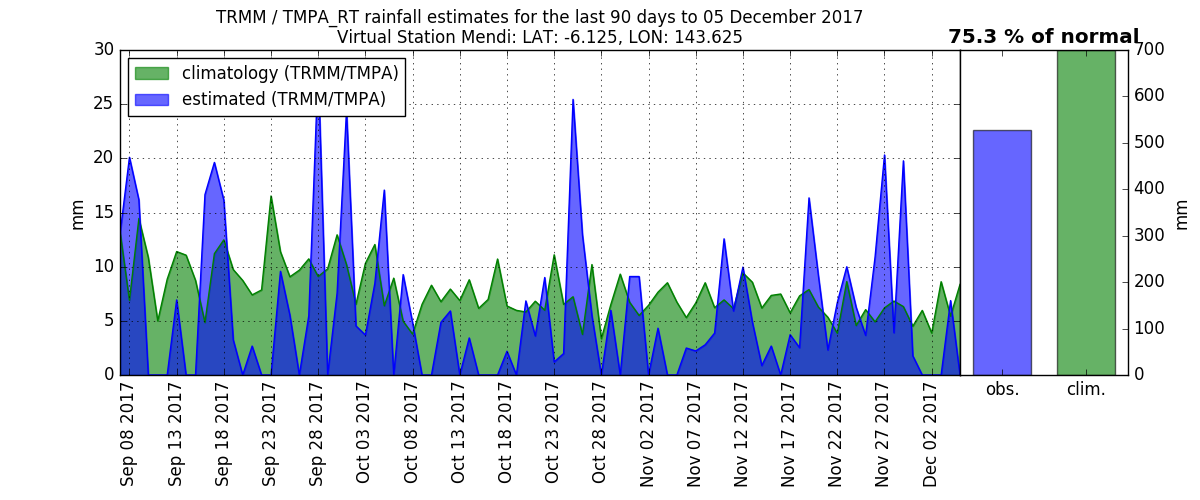 TRMM / TMPA_RT rainfall estimates for the last 90 days to 05 December 2017
Virtual Station Mendi: LAT: -6.125, LON: 143.625
75.3 % of normal
climatology (TRMM/TMPA)
estimated (TRMM/TMPA)
mm
30
25
20
15
10
5
0
Sep 08 2017
Sep 13 2017
Sep 18 2017
Sep 23 2017
Sep 28 2017
Oct 03 2017
Oct 08 2017
Oct 13 2017
Oct 18 2017
Oct 23 2017
Oct 28 2017
Nov 02 2017
Nov 07 2017
Nov 12 2017
Nov 17 2017
Nov 22 2017
Nov 27 2017
Dec 02 2017
obs.
clim.
700
600
500
400
300
200
100
0
mm